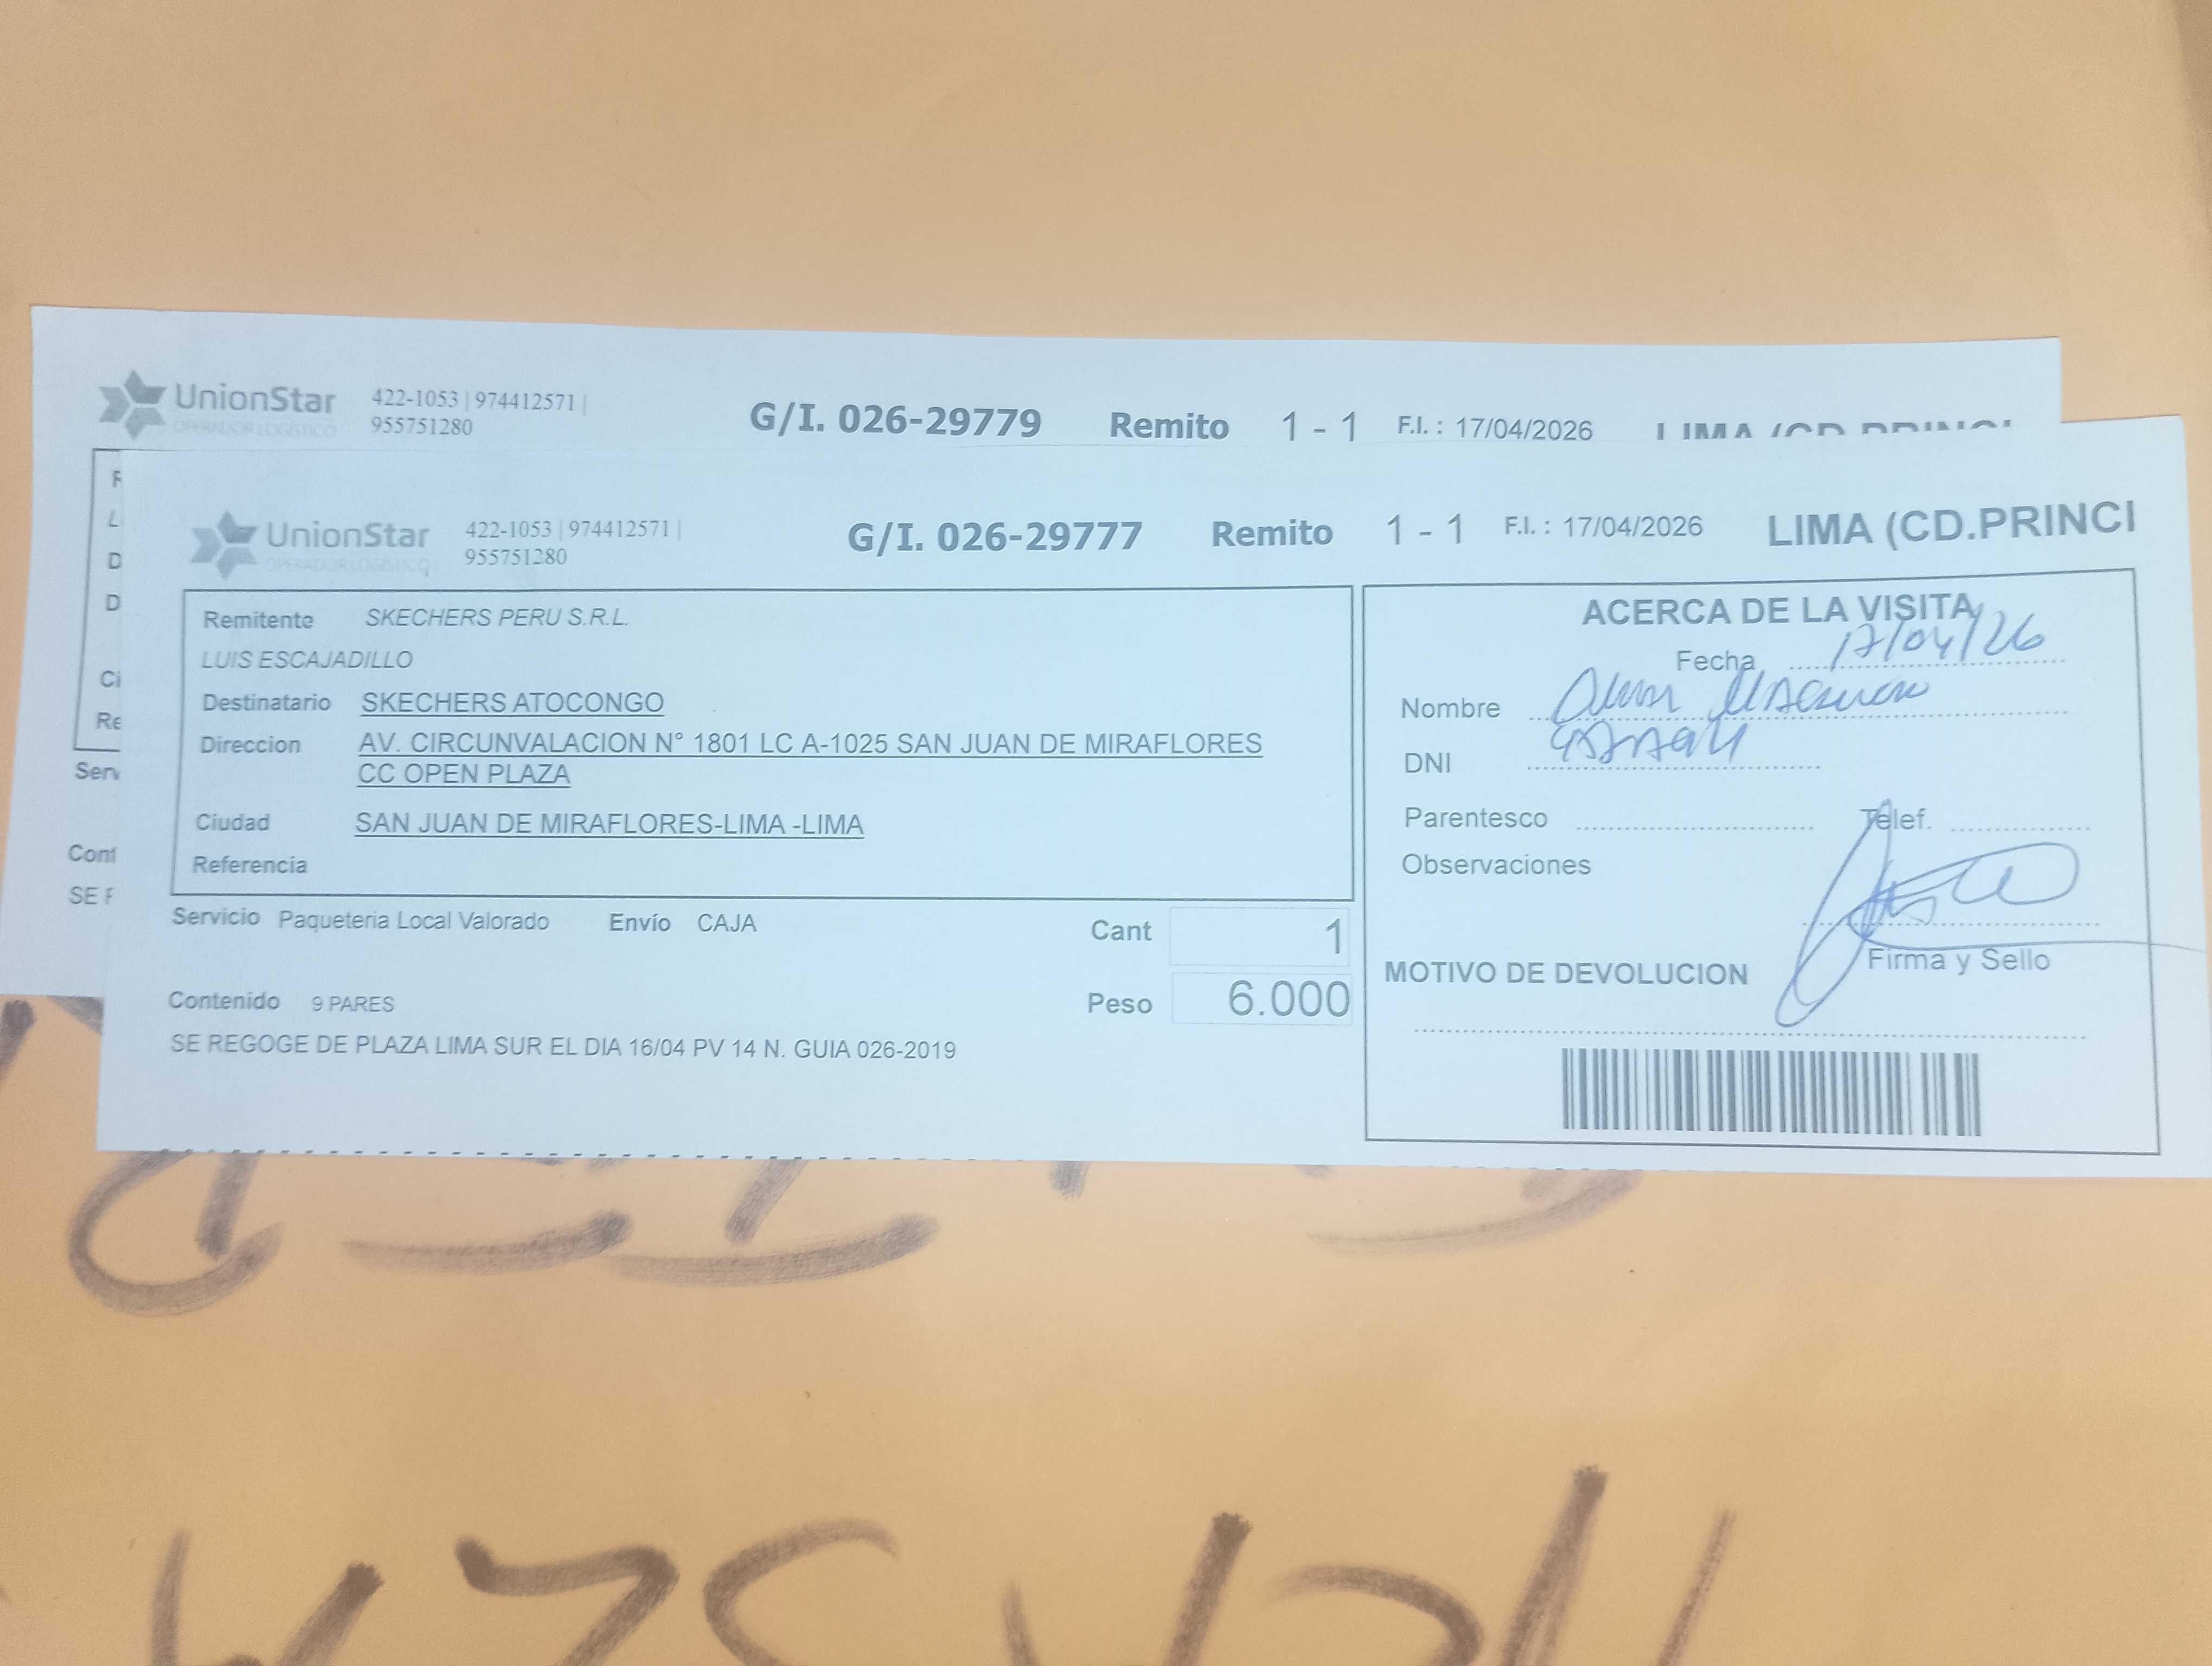 UnionStar 422-1053 | 974412571 | G/I. 026-29779 Remito 1 - 1 F.I. : 17/04/2026
OPERADOR LOGISTICO 955751280
UnionStar 422-1053 | 974412571 | G/I. 026-29777 Remito 1 - 1 F.I. : 17/04/2026 LIMA (CD.PRINCI
OPERADOR LOGISTICO 955751280
Remitente SKECHERS PERU S.R.L.
LUIS ESCAJADILLO
Destinatario SKECHERS ATOCONGO
Direccion AV. CIRCUNVALACION N° 1801 LC A-1025 SAN JUAN DE MIRAFLORES
CC OPEN PLAZA
Ciudad SAN JUAN DE MIRAFLORES-LIMA -LIMA
Referencia
Servicio Paqueteria Local Valorado Envío CAJA Cant 1
Contenido 9 PARES Peso 6.000
SE REGOGE DE PLAZA LIMA SUR EL DIA 16/04 PV 14 N. GUIA 026-2019
ACERCA DE LA VISITA
Fecha 17/04/26
Nombre
DNI
Parentesco Telef.
Observaciones
Firma y Sello
MOTIVO DE DEVOLUCION